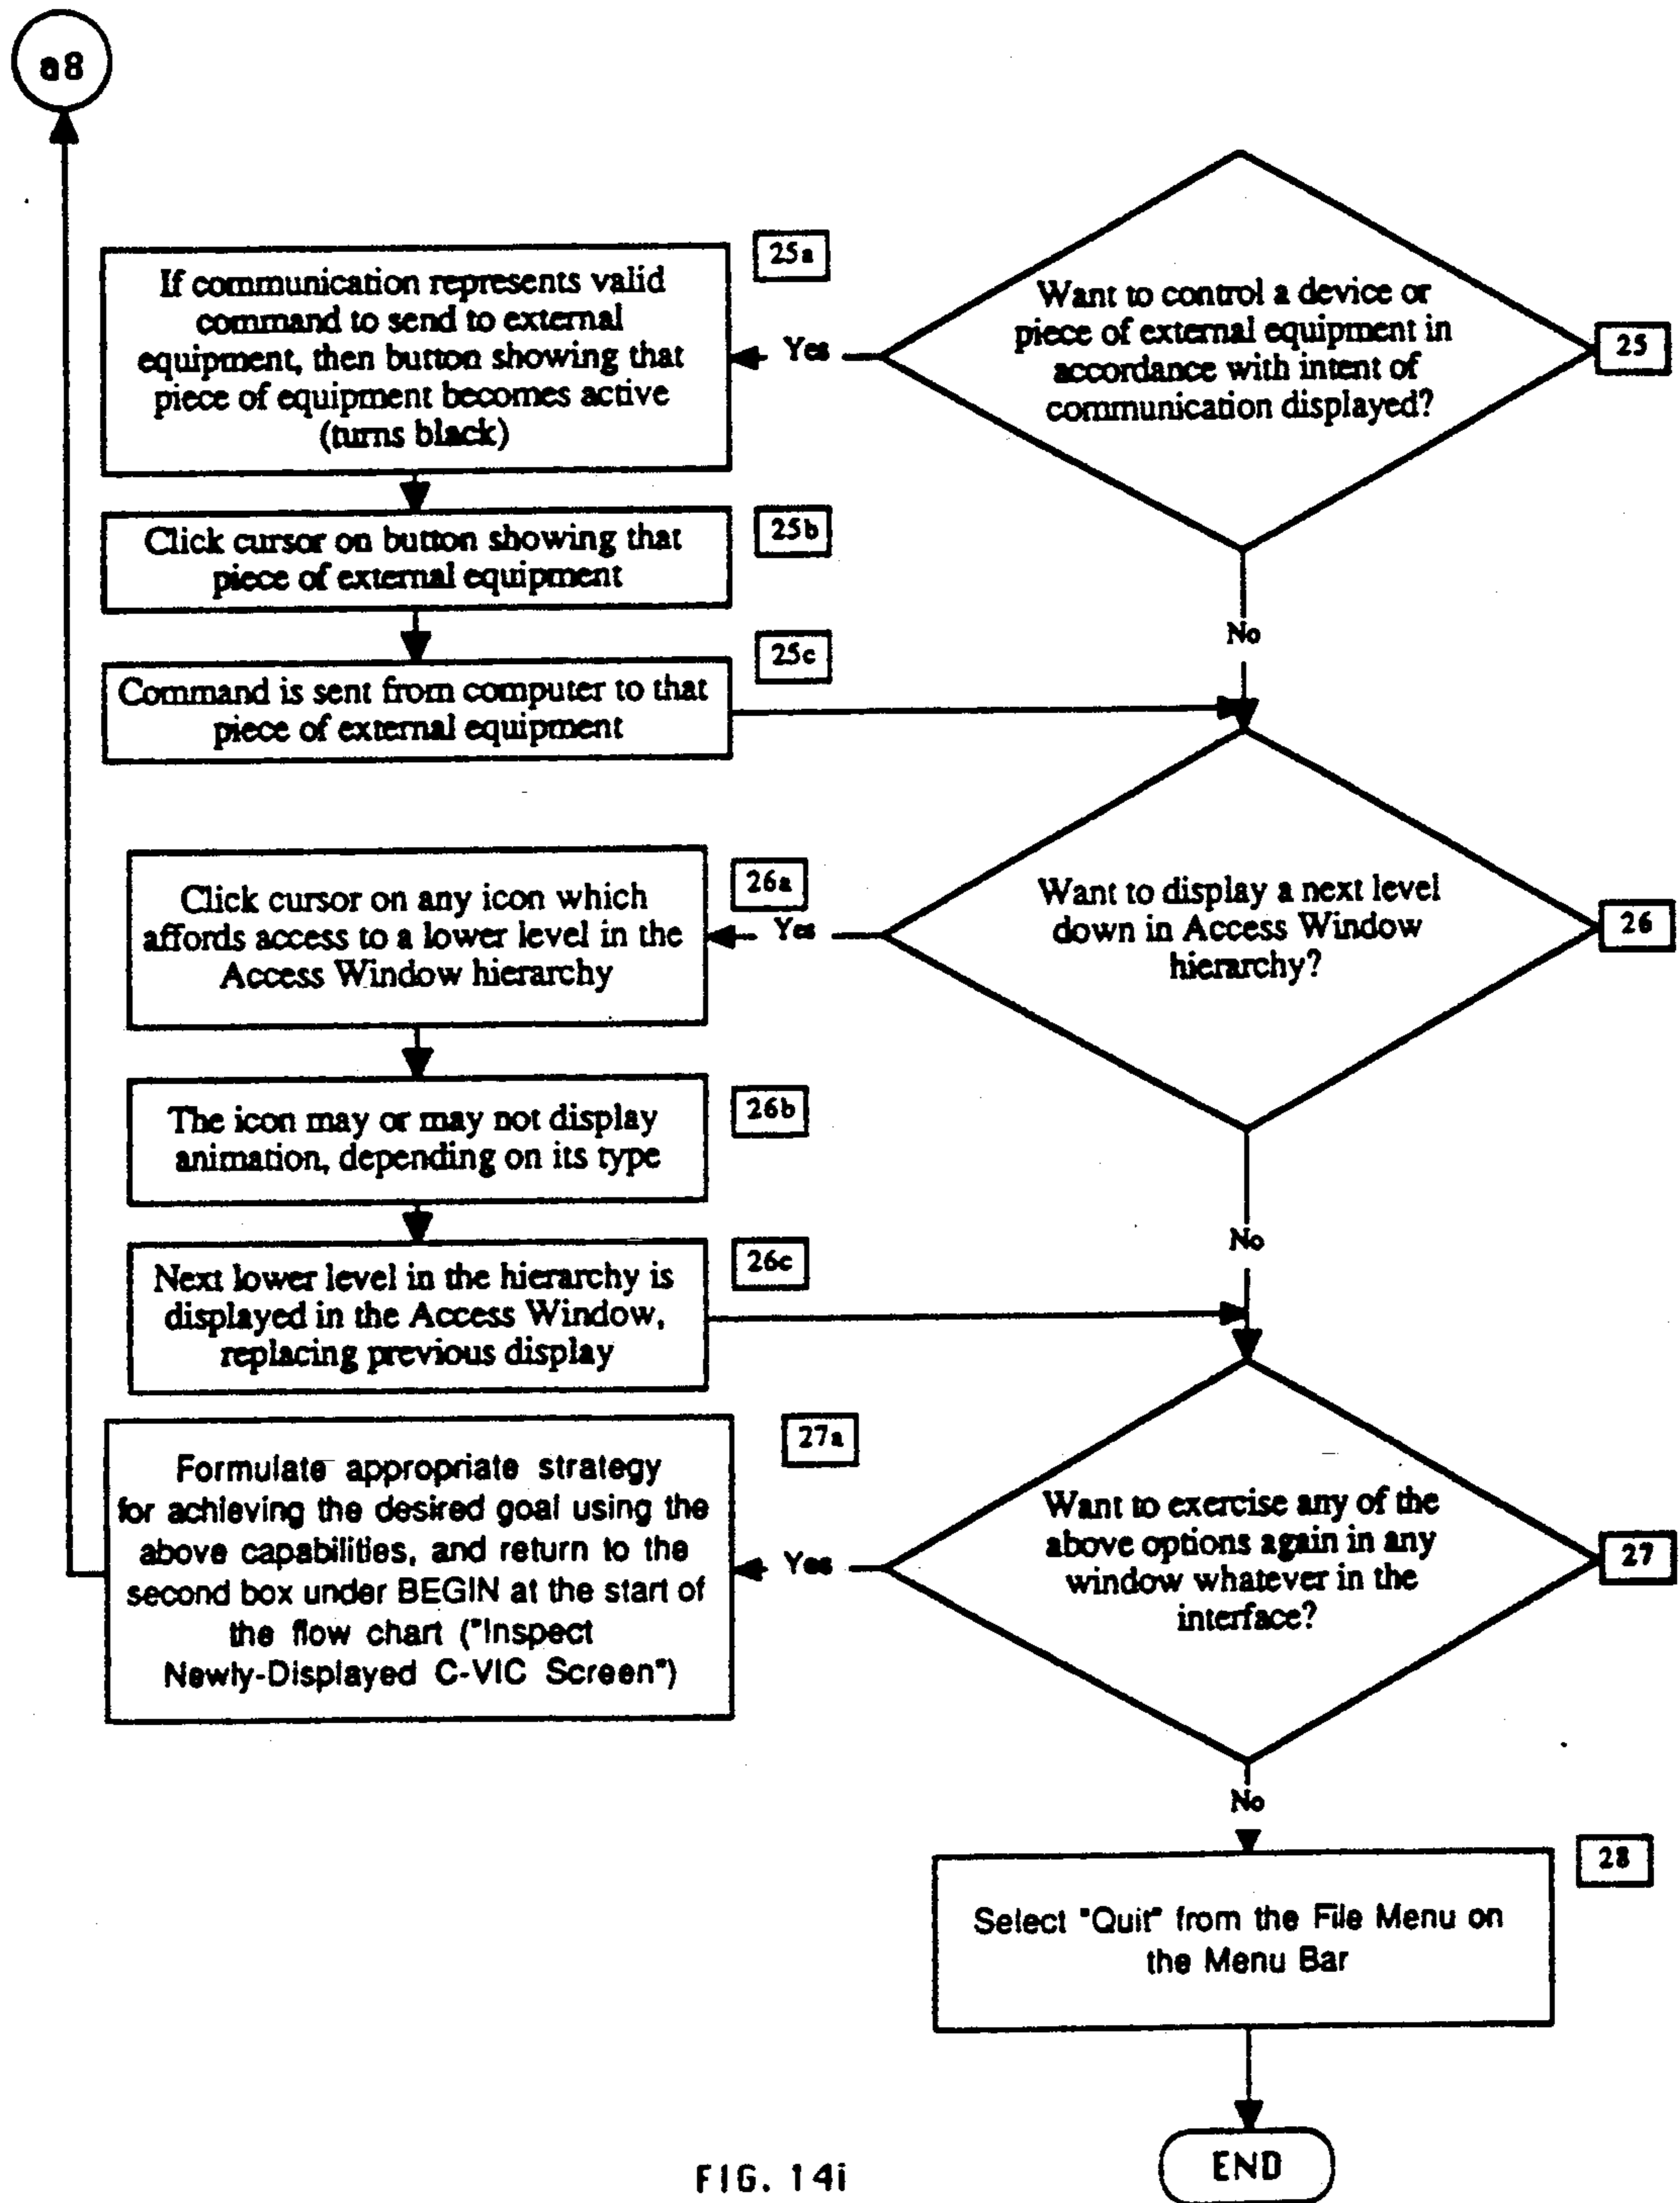 a8
25a
If communication represents valid
command to send to external
equipment, then button showing that
piece of equipment becomes active
(turns black)
Yes
Want to control a device or
piece of external equipment in
accordance with intent of
communication displayed?
25
25b
Click cursor on button showing that
piece of external equipment
No
25c
Command is sent from computer to that
piece of external equipment
26a
Click cursor on any icon which
affords access to a lower level in the
Access Window hierarchy
Yes
Want to display a next level
down in Access Window
hierarchy?
26
26b
The icon may or may not display
animation, depending on its type
No
26c
Next lower level in the hierarchy is
displayed in the Access Window,
replacing previous display
27a
Formulate appropriate strategy
for achieving the desired goal using the
above capabilities, and return to the
second box under BEGIN at the start of
the flow chart ("Inspect
Newly-Displayed C-VIC Screen")
Yes
Want to exercise any of the
above options again in any
window whatever in the
interface?
27
No
28
Select "Quit" from the File Menu on
the Menu Bar
END
FIG. 14i